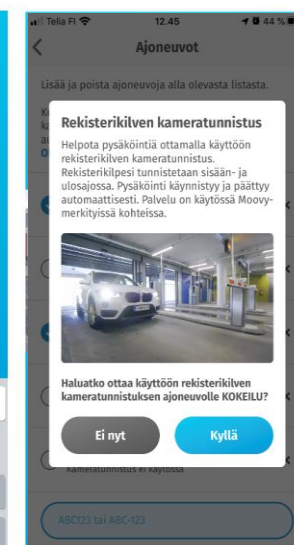 Telia FI
12.45
44 %
Ajoneuvot
Lisää ja poista ajoneuvoja alla olevasta listasta.
Rekisterikilven kameratunnistus
Helpota pysäköintiä ottamalla käyttöön
rekisterikilven kameratunnistus.
Rekisterikilpesi tunnistetaan sisään- ja
ulosajossa. Pysäköinti käynnistyy ja päättyy
automaattisesti. Palvelu on käytössä Moovy-
merkityissä kohteissa.
Haluatko ottaa käyttöön rekisterikilven
kameratunnistuksen ajoneuvolle KOKEILU?
Ei nyt
Kyllä
Kameratunnistus ei käytössä
ABC123 tai ABC-123